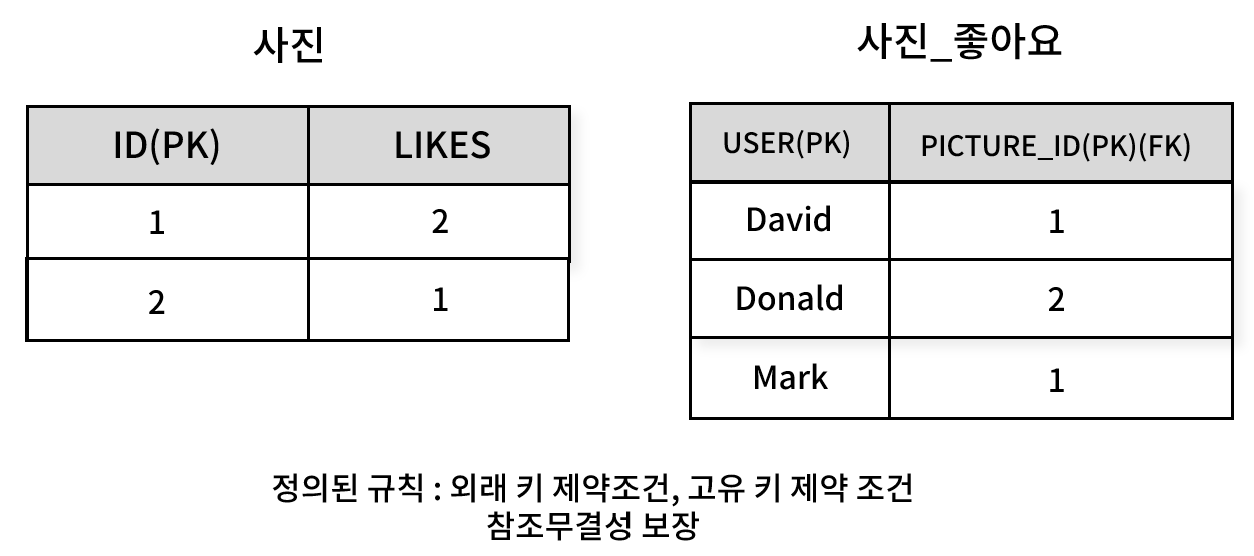 사진
ID(PK) LIKES
1 2
2 1
사진_좋아요
USER(PK) PICTURE_ID(PK)(FK)
David 1
Donald 2
Mark 1
정의된 규칙 : 외래 키 제약조건, 고유 키 제약 조건
참조무결성 보장